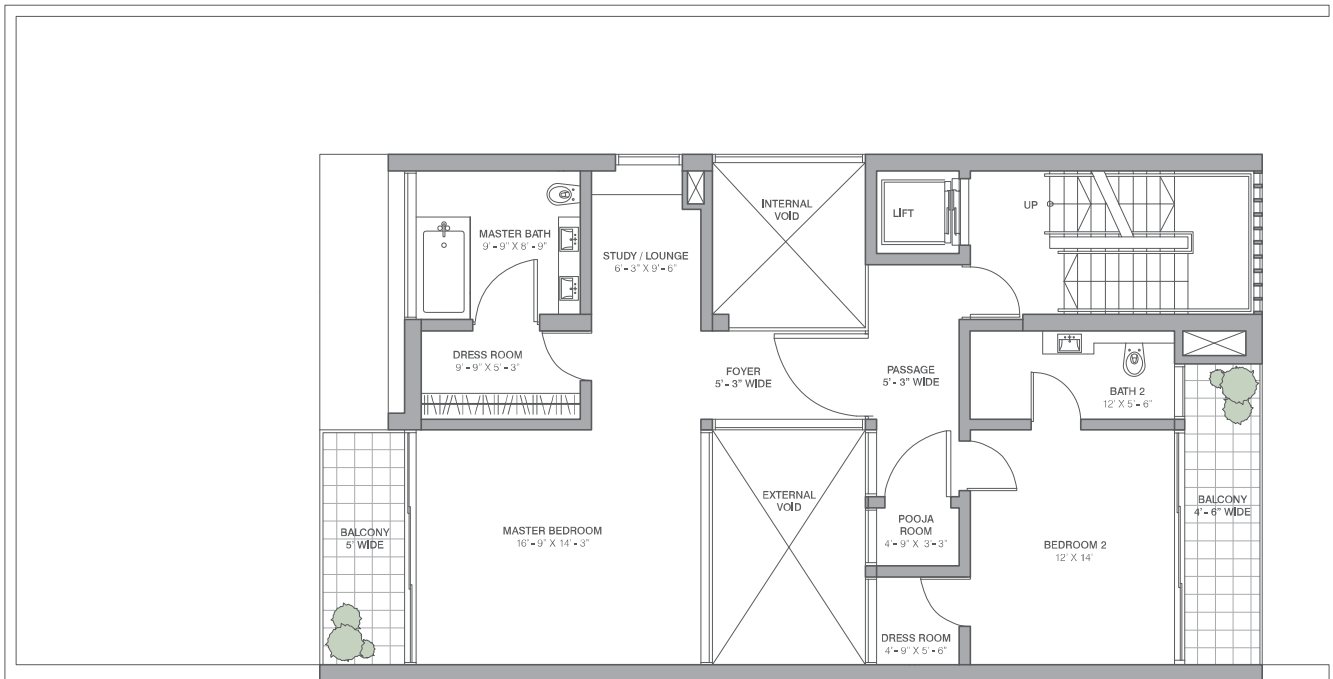 INTERNAL
VOID
LIFT
UP
MASTER BATH
9' - 9" X 8' - 9"
STUDY / LOUNGE
6' - 3" X 9' - 6"
DRESS ROOM
9' - 9" X 5' - 3"
FOYER
5' - 3" WIDE
PASSAGE
5' - 3" WIDE
BATH 2
12' X 5' - 6"
BALCONY
5' WIDE
MASTER BEDROOM
16' - 9" X 14' - 3"
EXTERNAL
VOID
POOJA
ROOM
4' - 9" X 3' - 3"
BEDROOM 2
12' X 14'
BALCONY
4' - 6" WIDE
DRESS ROOM
4' - 9" X 5' - 6"